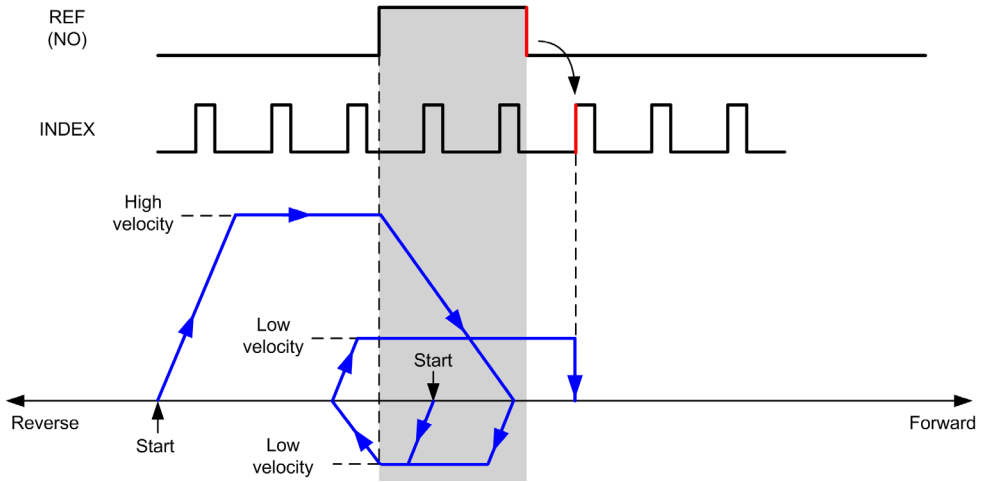 REF
(NO)
INDEX
High
velocity
Low
velocity
Start
Reverse
Forward
Start
Low
velocity